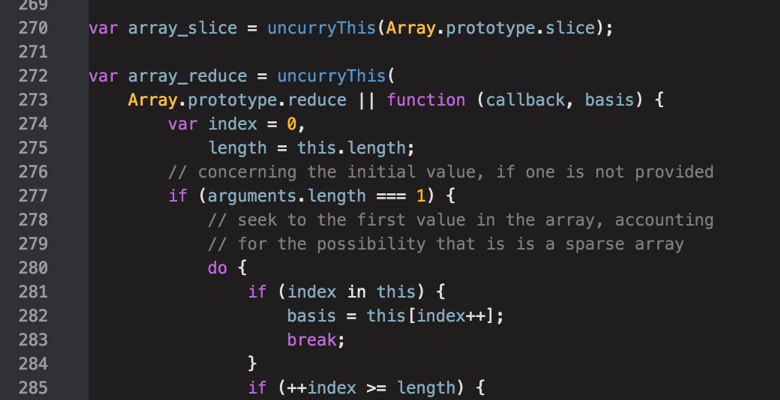 269
270 var array_slice = uncurryThis(Array.prototype.slice);
271
272 var array_reduce = uncurryThis(
273     Array.prototype.reduce || function (callback, basis) {
274         var index = 0,
275             length = this.length;
276         // concerning the initial value, if one is not provided
277         if (arguments.length === 1) {
278             // seek to the first value in the array, accounting
279             // for the possibility that is is a sparse array
280             do {
281                 if (index in this) {
282                     basis = this[index++];
283                     break;
284                 }
285                 if (++index >= length) {